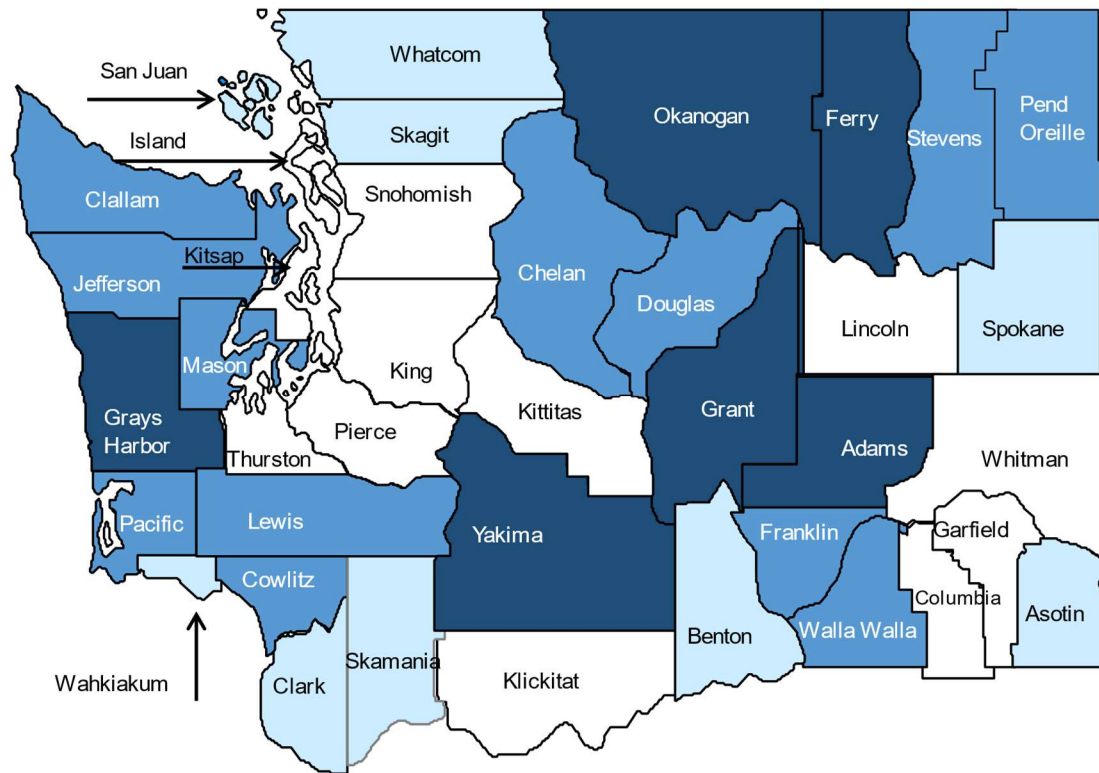 Whatcom
San Juan
Okanogan
Ferry
Pend
Oreille
Stevens
Island
Skagit
Snohomish
Clallam
Kitsap
Jefferson
Chelan
Douglas
Lincoln
Spokane
Mason
King
Kittitas
Grant
Grays
Harbor
Pierce
Adams
Thurston
Whitman
Pacific
Lewis
Yakima
Franklin
Garfield
Cowlitz
Columbia
Asotin
Walla Walla
Benton
Skamania
Wahkiakum
Clark
Klickitat